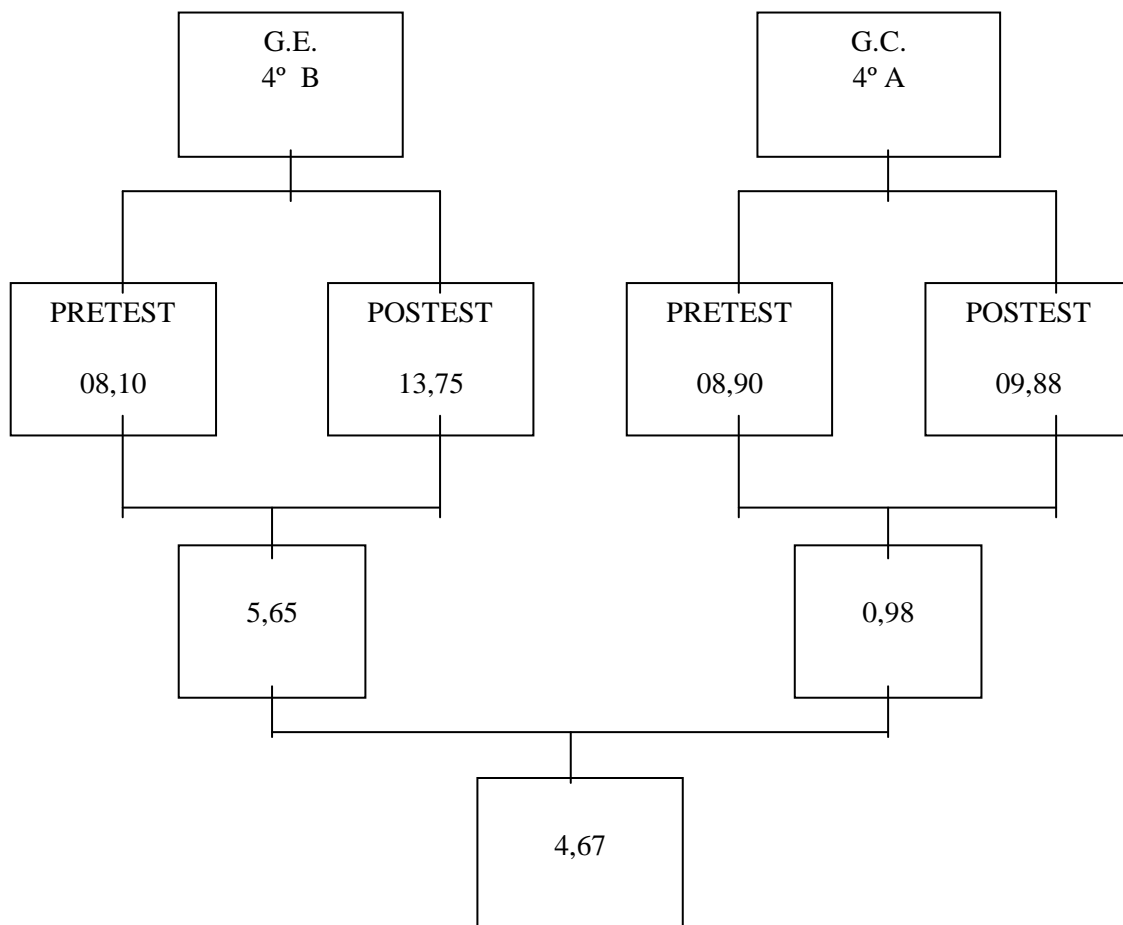 G.E.
4º B
G.C.
4º A
PRETEST
08,10
POSTEST
13,75
PRETEST
08,90
POSTEST
09,88
5,65
0,98
4,67